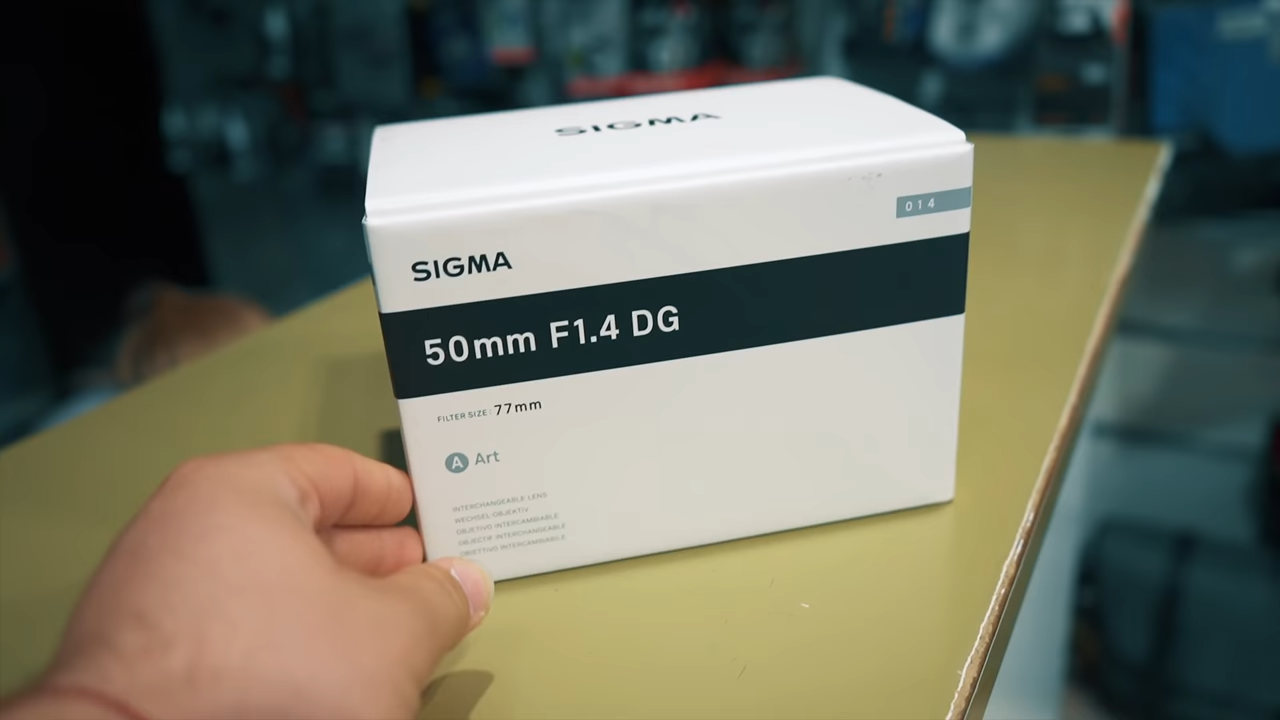 SIGMA
014
SIGMA
50mm F1.4 DG
FILTER SIZE: 77mm
A Art
INTERCHANGEABLE LENS
WECHSEL OBJEKTIV
OBJETIVO INTERCAMBIABLE
OBJECTIF INTERCHANGEABLE
OBIETTIVO INTERCAMBIABILE